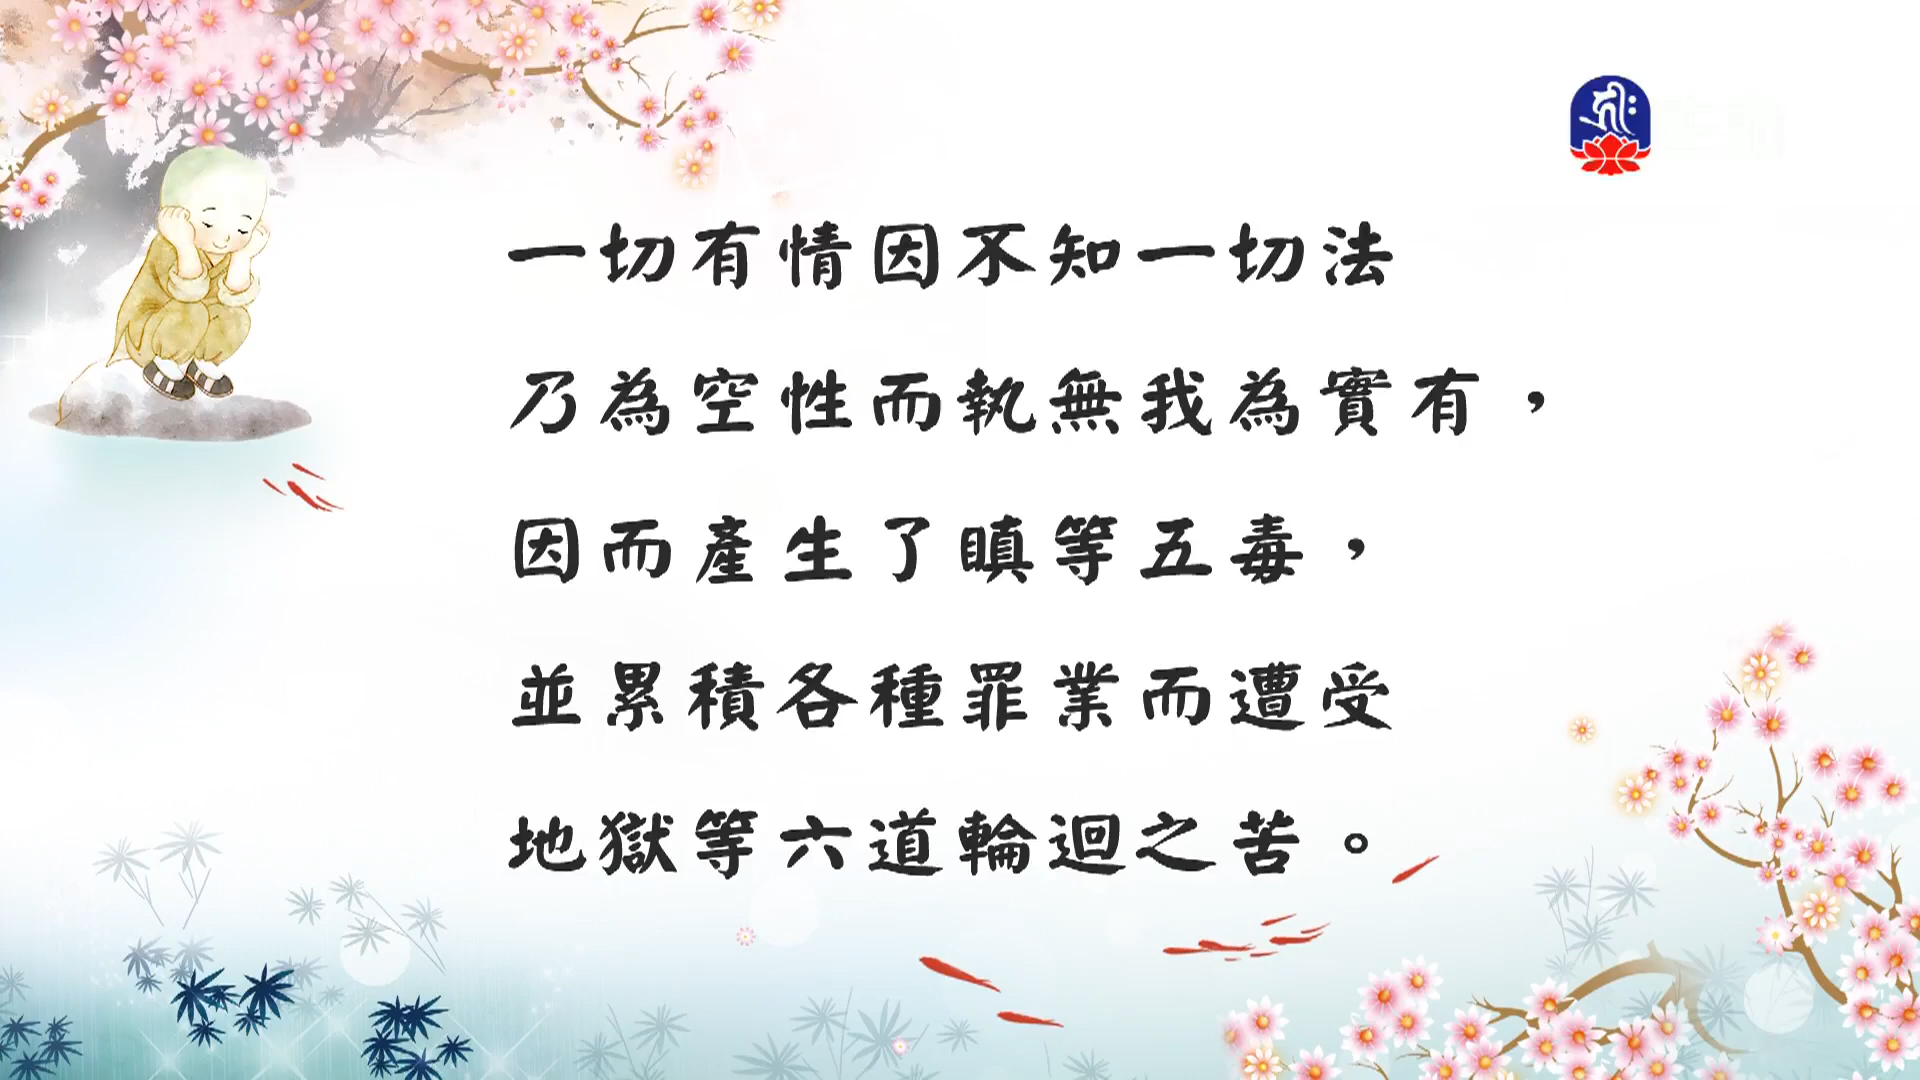 一切有情因不知一切法
乃為空性而執無我為實有，
因而產生了瞋等五毒，
並累積各種罪業而遭受
地獄等六道輪迴之苦。